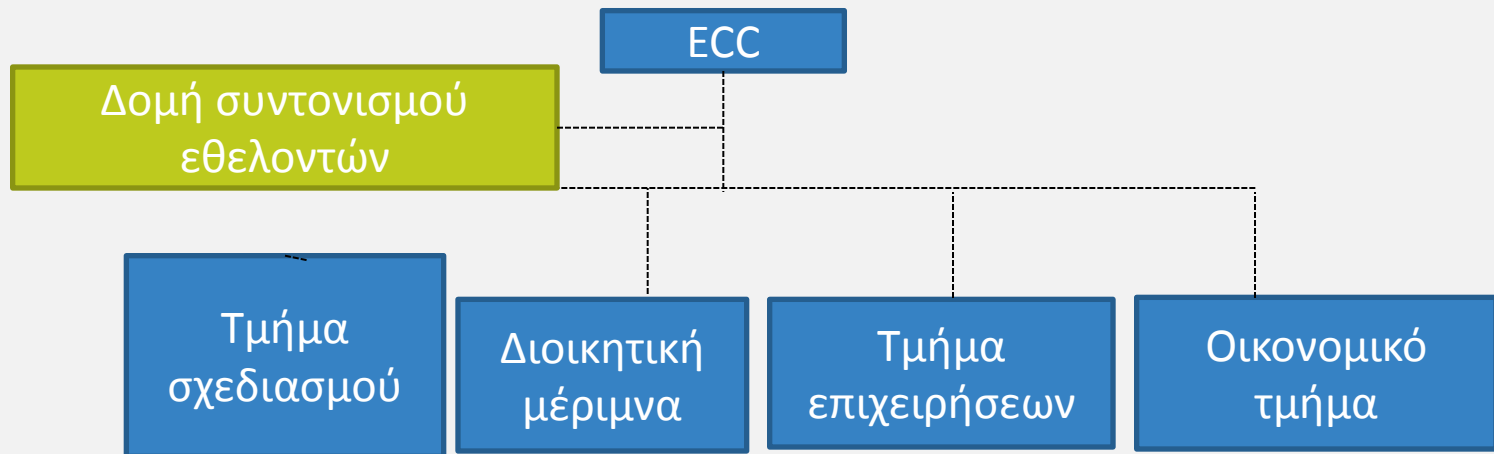 ECC
Δομή συντονισμού
εθελοντών
Τμήμα
σχεδιασμού
Διοικητική
μέριμνα
Τμήμα
επιχειρήσεων
Οικονομικό
τμήμα